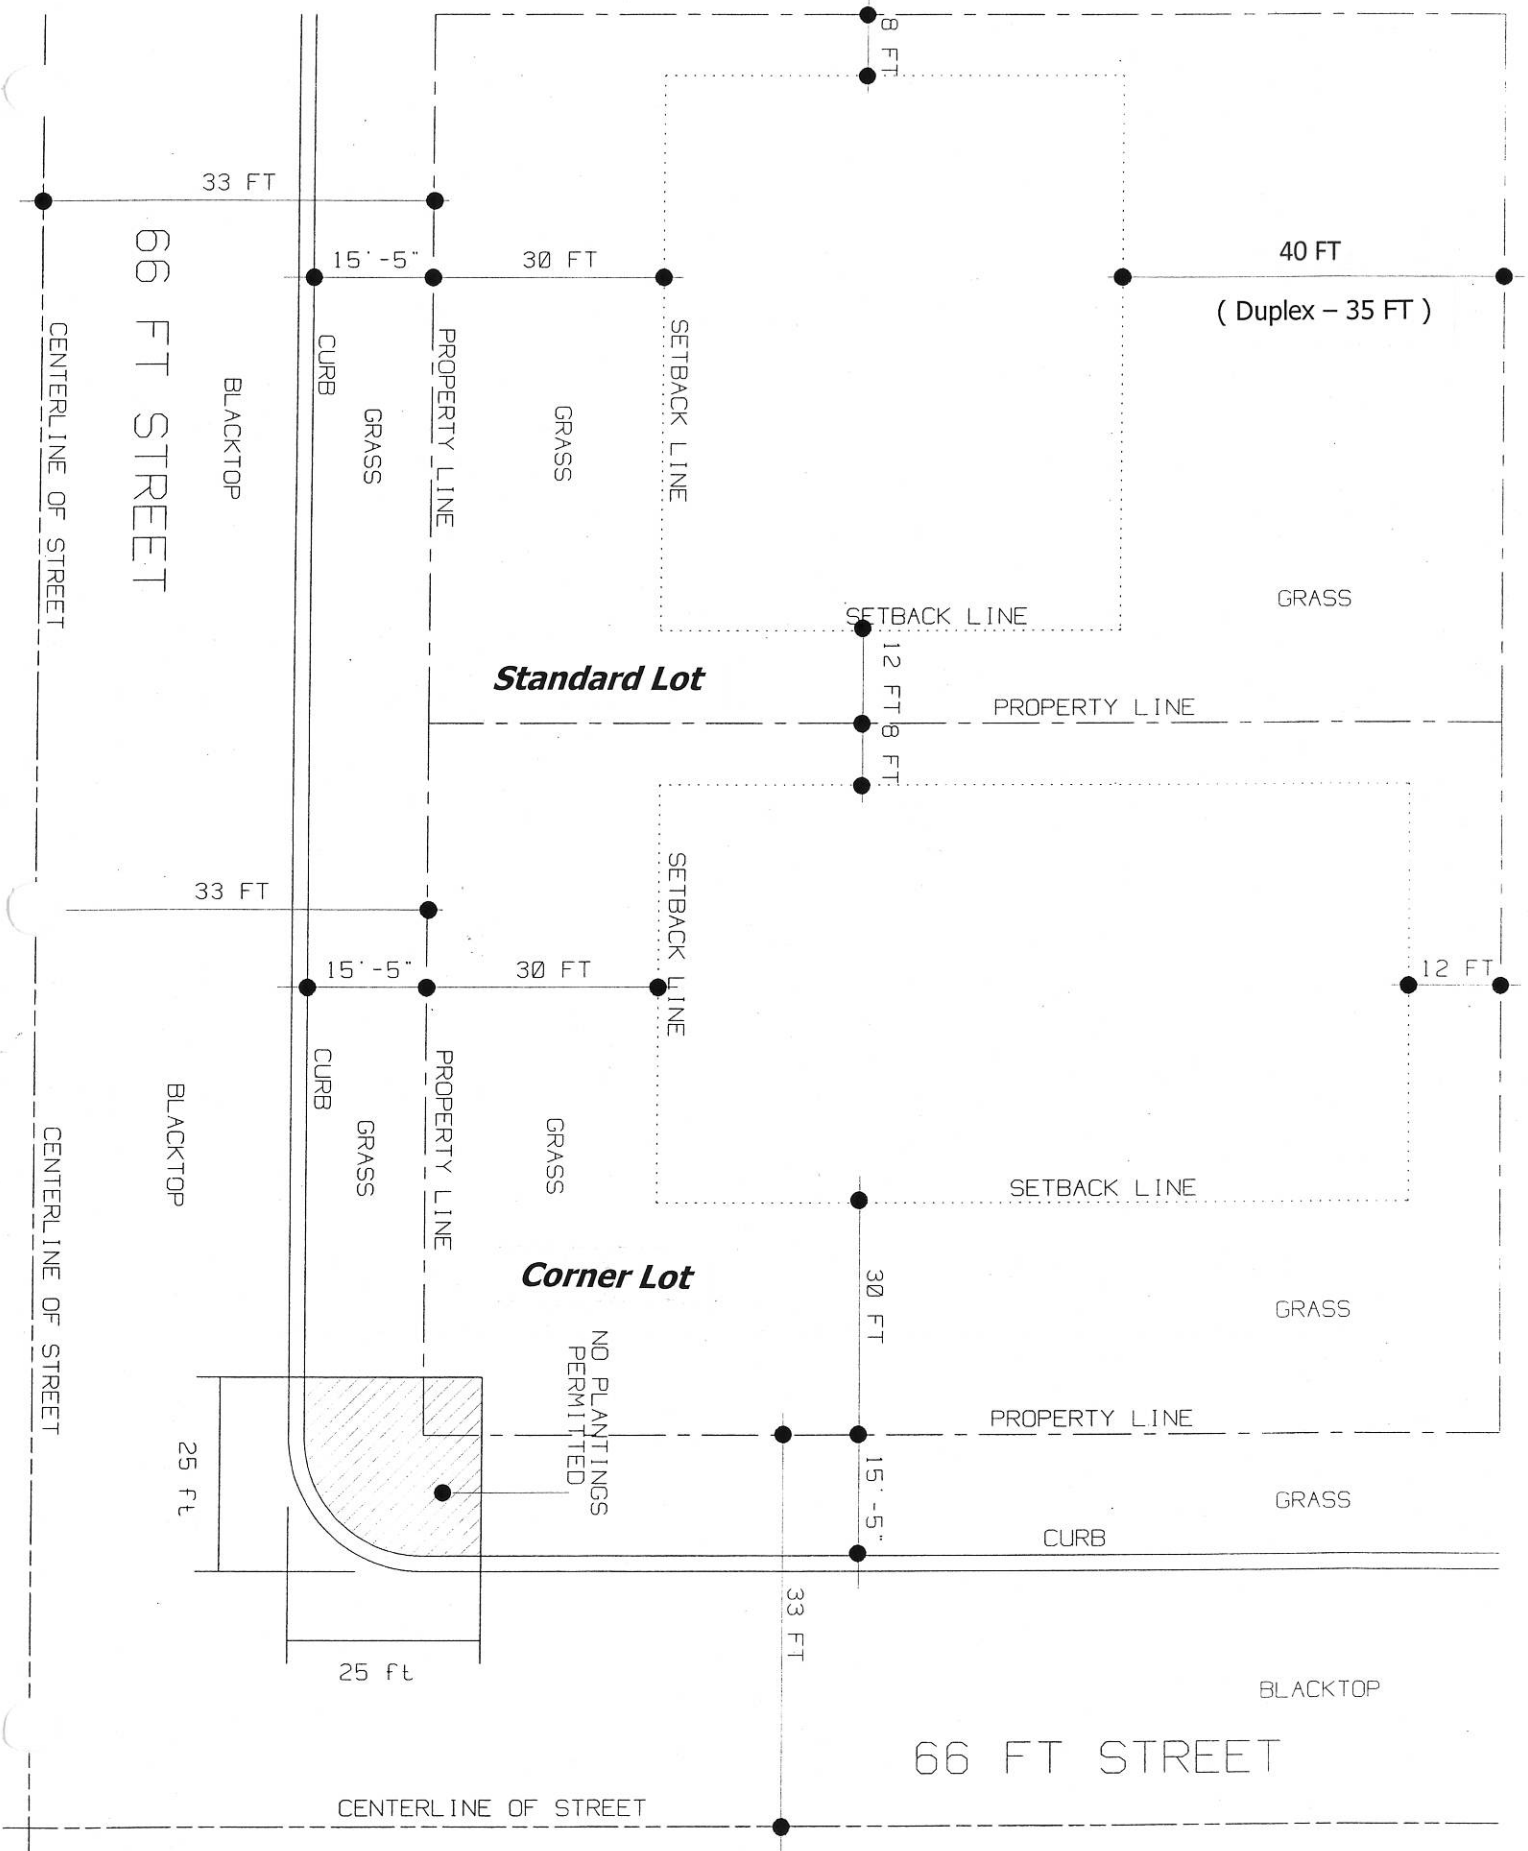 8 FT
33 FT
66 FT STREET
15'-5"
30 FT
40 FT
( Duplex – 35 FT )
CENTERLINE OF STREET
BLACKTOP
CURB
GRASS
PROPERTY LINE
GRASS
SETBACK LINE
GRASS
SETBACK LINE
12 FT
Standard Lot
PROPERTY LINE
8 FT
33 FT
SETBACK LINE
15'-5"
30 FT
12 FT
CENTERLINE OF STREET
BLACKTOP
CURB
GRASS
PROPERTY LINE
GRASS
SETBACK LINE
Corner Lot
30 FT
GRASS
NO PLANTINGS
PERMITTED
PROPERTY LINE
25 ft
15'-5"
GRASS
CURB
33 FT
25 ft
BLACKTOP
66 FT STREET
CENTERLINE OF STREET